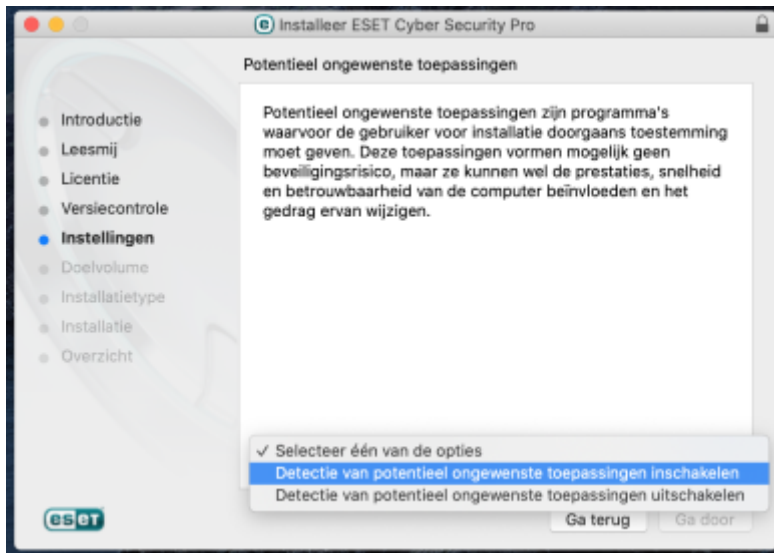 Installeer ESET Cyber Security Pro
Potentieel ongewenste toepassingen
Introductie
Leesmij
Licentie
Versiecontrole
Instellingen
Doelvolume
Installatietype
Installatie
Overzicht
Potentieel ongewenste toepassingen zijn programma's
waarvoor de gebruiker voor installatie doorgaans toestemming
moet geven. Deze toepassingen vormen mogelijk geen
beveiligingsrisico, maar ze kunnen wel de prestaties, snelheid
en betrouwbaarheid van de computer beïnvloeden en het
gedrag ervan wijzigen.
✓ Selecteer één van de opties
Detectie van potentieel ongewenste toepassingen inschakelen
Detectie van potentieel ongewenste toepassingen uitschakelen
eset
Ga terug
Ga door